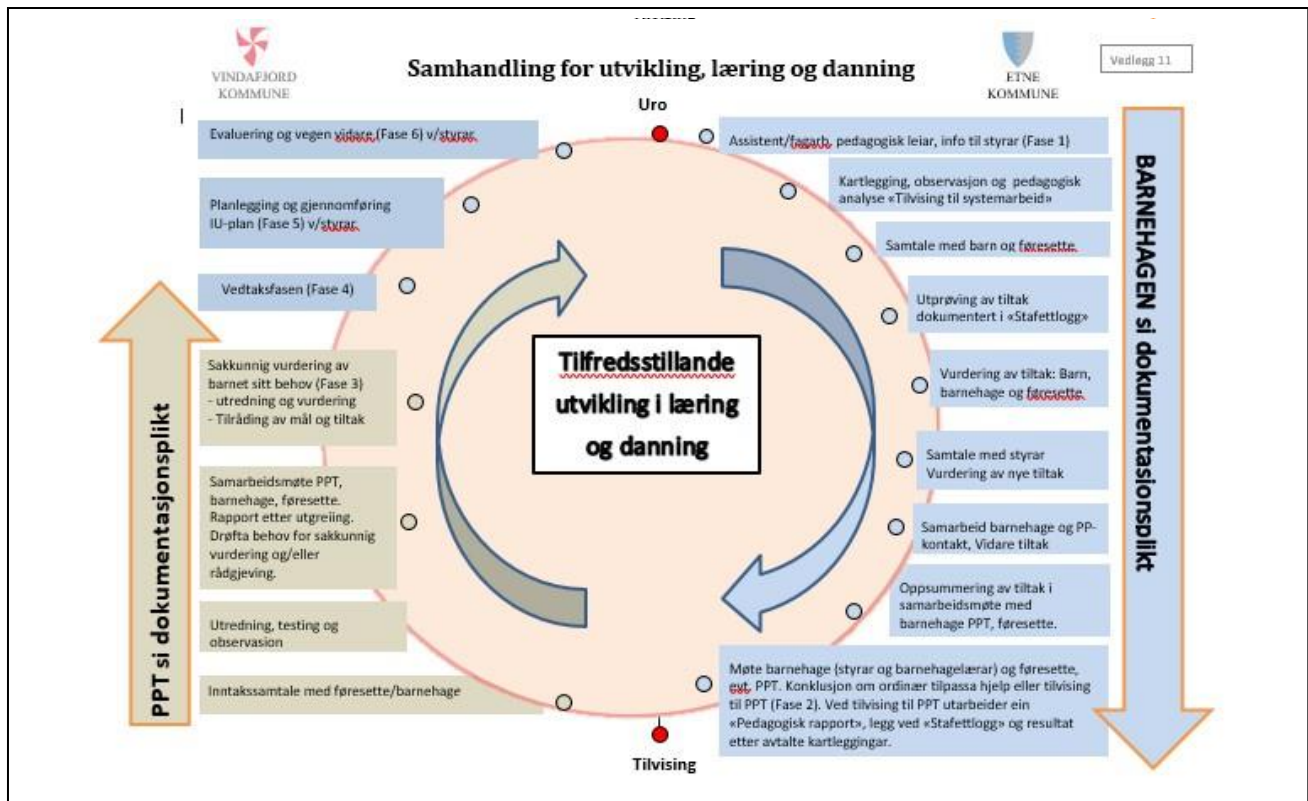 VINDAFJORD
KOMMUNE
Samhandling for utvikling, læring og danning
ETNE
KOMMUNE
Vedlegg 11
Uro
Evaluering og vegen vidare (Fase 6) v/styrar
Planlegging og gjennomføring
IU-plan (Fase 5) v/styrar
Vedtaksfasen (Fase 4)
Sakkunnig vurdering av
barnet sitt behov (Fase 3)
- utredning og vurdering
- Tilråding av mål og tiltak
Samarbeidsmøte PPT,
barnehage, føresette.
Rapport etter utgreiing.
Drøfta behov for sakkunnig
vurdering og/eller
rådgjeving.
Utredning, testing og
observasjon
Inntakssamtale med føresette/barnehage
PPT si dokumentasjonsplikt
Tilfredsstillande
utvikling i læring
og danning
Assistent/fagarb, pedagogisk leiar, info til styrar (Fase 1)
Kartlegging, observasjon og pedagogisk
analyse «Tilvising til systemarbeid»
Samtale med barn og føresette.
Utprøving av tiltak
dokumentert i «Stafettlogg»
Vurdering av tiltak: Barn,
barnehage og føresette.
Samtale med styrar
Vurdering av nye tiltak
Samarbeid barnehage og PP-
kontakt, Vidare tiltak
Oppsummering av tiltak i
samarbeidsmøte med
barnehage PPT, føresette.
Møte barnehage (styrar og barnehagelærar) og føresette,
evt. PPT. Konklusjon om ordinær tilpassa hjelp eller tilvising
til PPT (Fase 2). Ved tilvising til PPT utarbeider ein
«Pedagogisk rapport», legg ved «Stafettlogg» og resultat
etter avtalte kartleggingar.
BARNEHAGEN si dokumentasjonsplikt
Tilvising